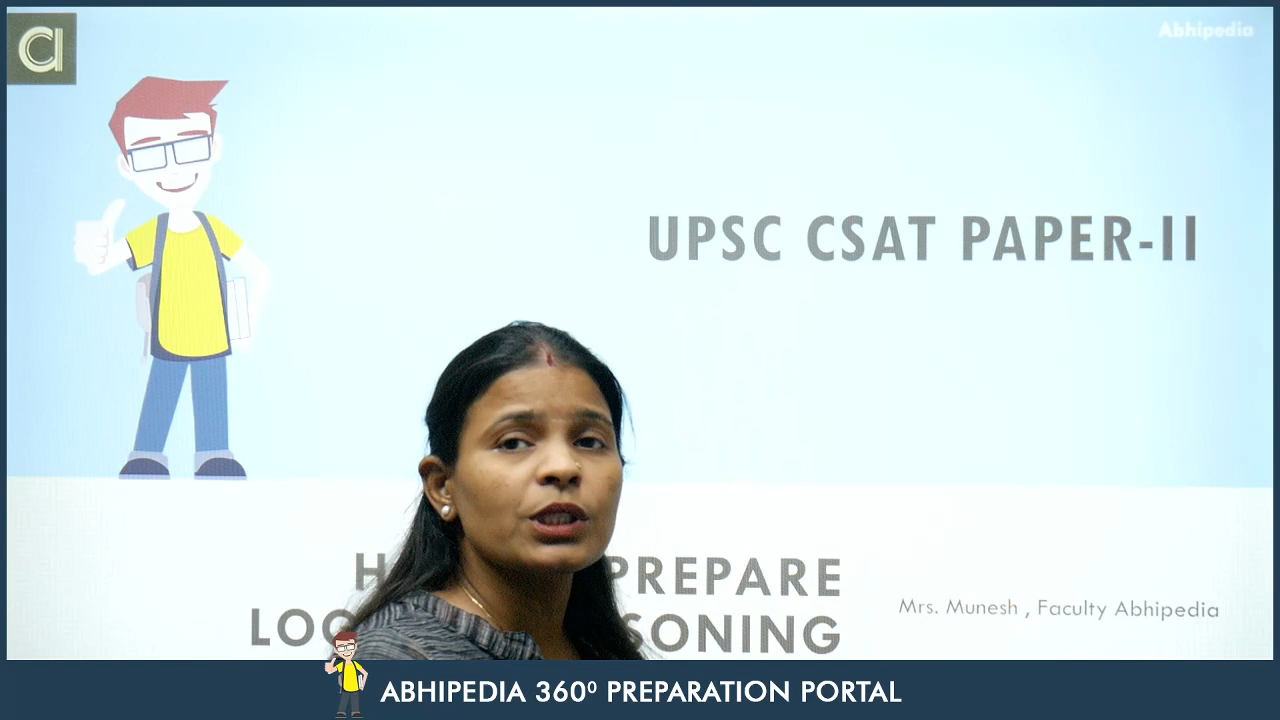 Abhipedia
UPSC CSAT PAPER-II
PREPARE
Mrs. Munesh , Faculty Abhipedia
ABHIPEDIA 360⁰ PREPARATION PORTAL